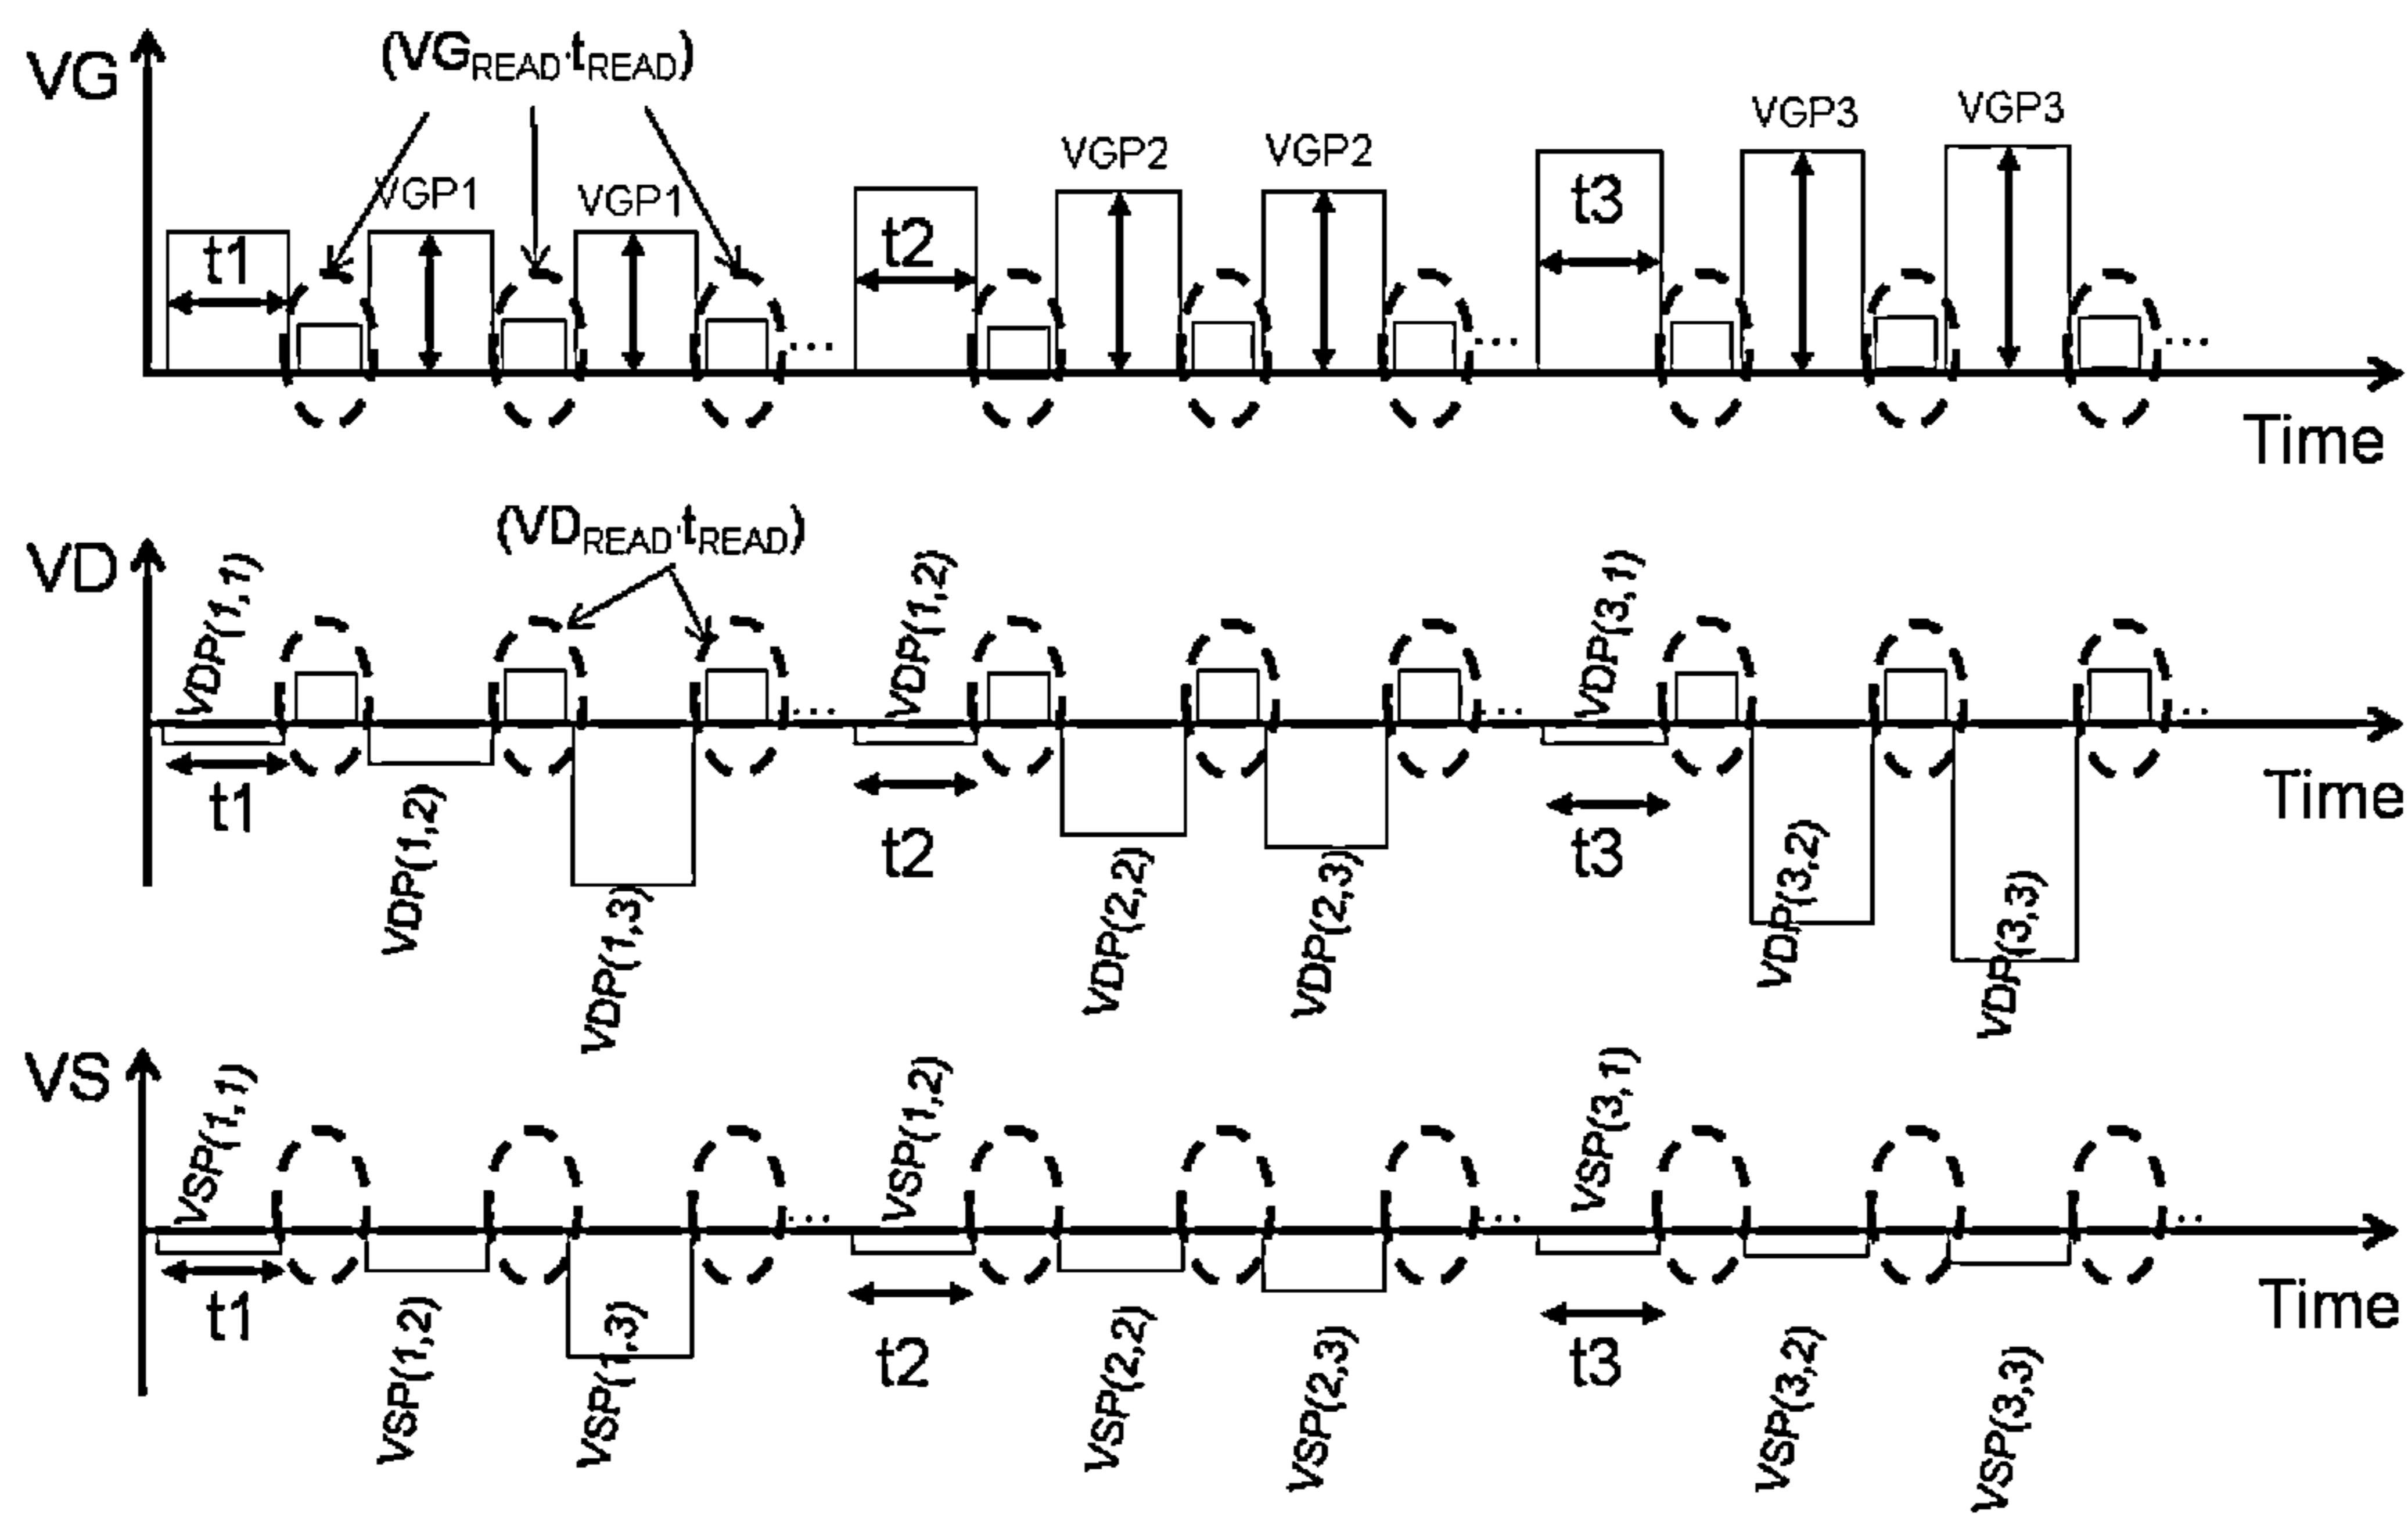 VG
(VGREAD.tREAD)
VGP1
VGP1
VGP2
VGP2
VGP3
VGP3
t1
t2
t3
...
...
...
Time
VD
(VDREAD.tREAD)
VDP(1,1)
VDP(1,2)
VDP(3,1)
...
...
..
t1
t2
t3
Time
VDP(1,2)
VDP(1,3)
VDP(2,2)
VDP(2,3)
VDP(3,2)
VDP(3,3)
VS
VSP(1,1)
VSP(1,2)
VSP(3,1)
...
...
..
t1
t2
t3
Time
VSP(1,2)
VSP(1,3)
VSP(2,2)
VSP(2,3)
VSP(3,2)
VSP(3,3)